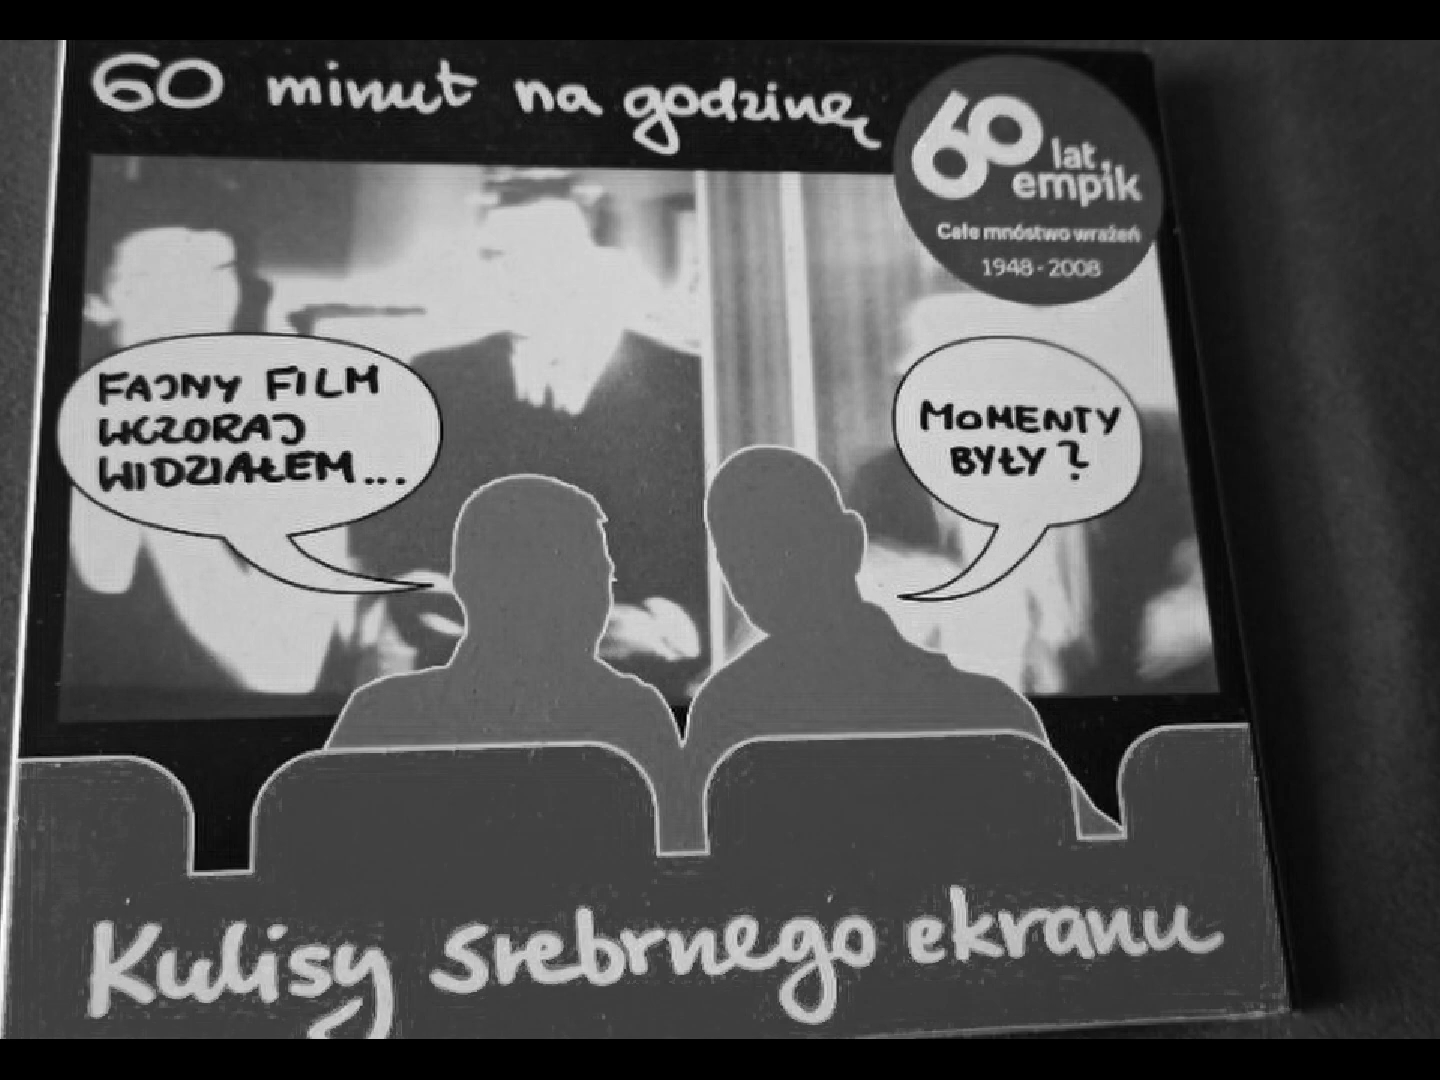 60 minut na godzinę
60 lat
empik
Całe mnóstwo wrażeń
1948-2008
FAJNY FILM
WCZORAJ
WIDZIAŁEM...
MOMENTY
BYŁY?
Kulisy srebrnego ekranu